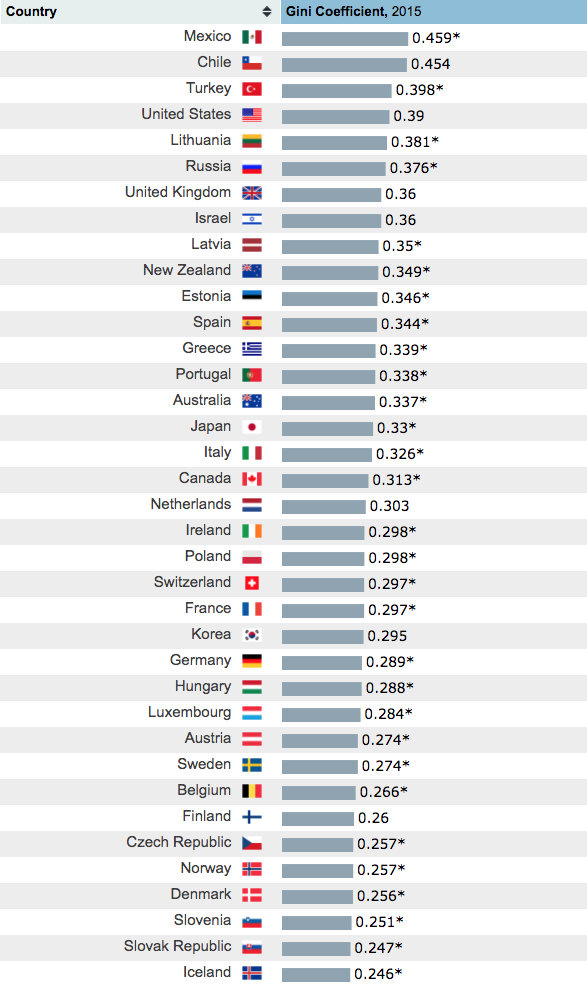 Country Gini Coefficient, 2015
Mexico 0.459*
Chile 0.454
Turkey 0.398*
United States 0.39
Lithuania 0.381*
Russia 0.376*
United Kingdom 0.36
Israel 0.36
Latvia 0.35*
New Zealand 0.349*
Estonia 0.346*
Spain 0.344*
Greece 0.339*
Portugal 0.338*
Australia 0.337*
Japan 0.33*
Italy 0.326*
Canada 0.313*
Netherlands 0.303
Ireland 0.298*
Poland 0.298*
Switzerland 0.297*
France 0.297*
Korea 0.295
Germany 0.289*
Hungary 0.288*
Luxembourg 0.284*
Austria 0.274*
Sweden 0.274*
Belgium 0.266*
Finland 0.26
Czech Republic 0.257*
Norway 0.257*
Denmark 0.256*
Slovenia 0.251*
Slovak Republic 0.247*
Iceland 0.246*